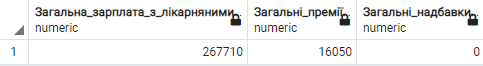 Загальна_зарплата_з_лікарняними
numeric
Загальні_премії
numeric
Загальні_надбавки
numeric
1
267710
16050
0